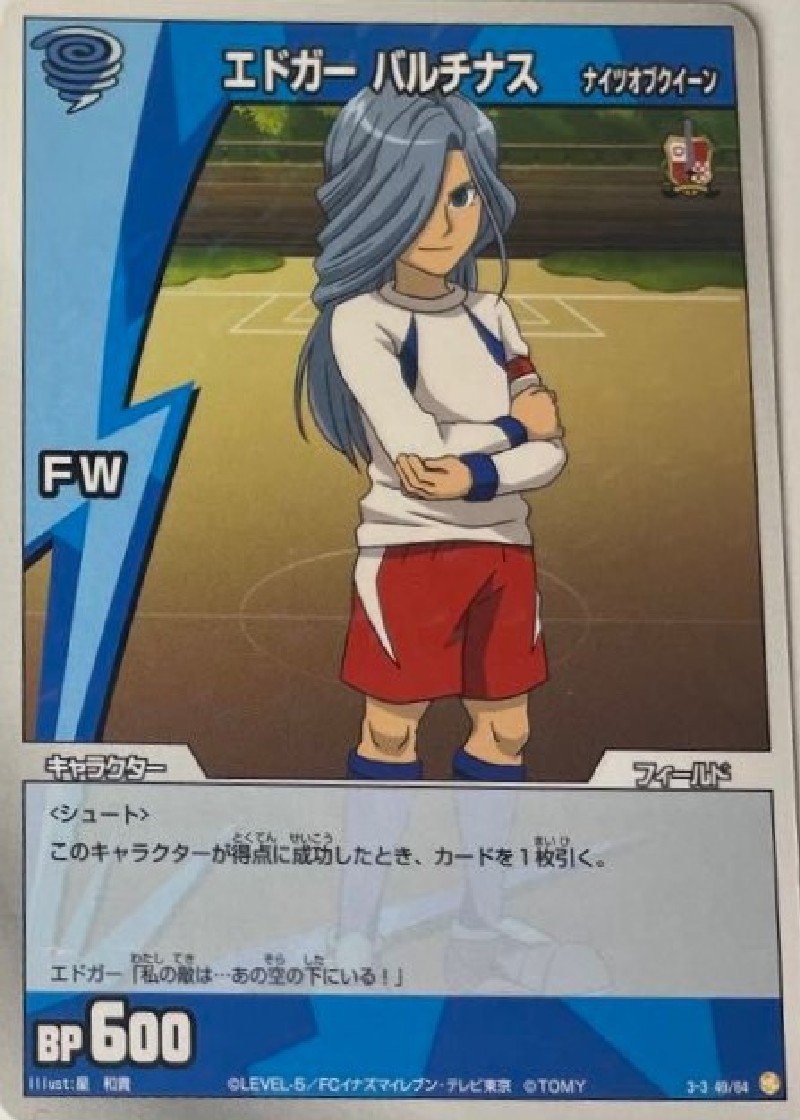 エドガー バルチナス ナイツオブクイーン
FW
キャラクター フィールド
<シュート>
このキャラクターが得点に成功したとき、カードを1枚引く。
エドガー「私の敵は…あの空の下にいる！」
BP600
Illust:星 和貴 ©LEVEL-5/FCイナズマイレブン・テレビ東京 ©TOMY 3-3 49/64